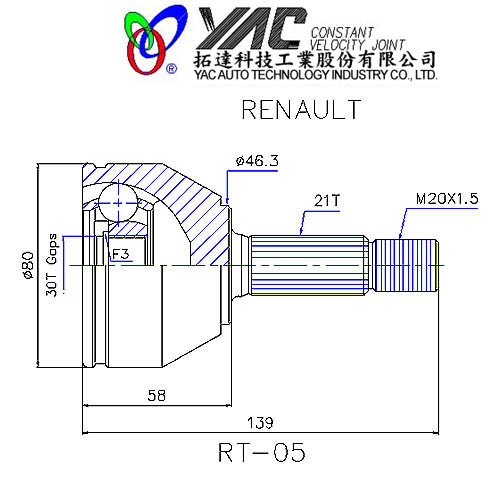 YAC CONSTANT
VELOCITY JOINT
拓達科技工業股份有限公司
YAC AUTO TECHNOLOGY INDUSTRY CO., LTD.
RENAULT
ø46.3
21T
M20X1.5
ø80
30T Gaps
F3
58
139
RT-05